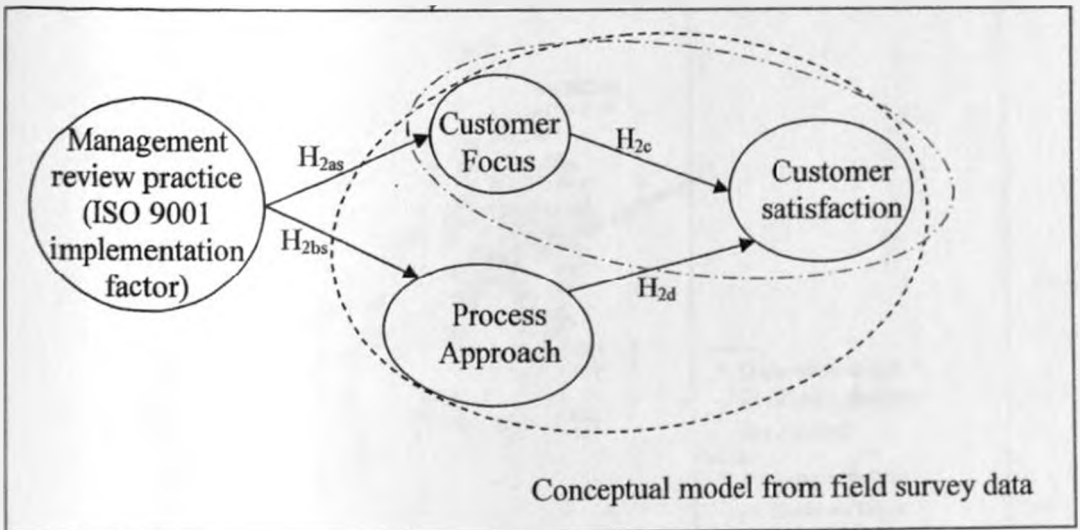 Management
review practice
(ISO 9001
implementation
factor)
H2as
H2bs
Customer
Focus
H2c
Process
Approach
H2d
Customer
satisfaction
Conceptual model from field survey data